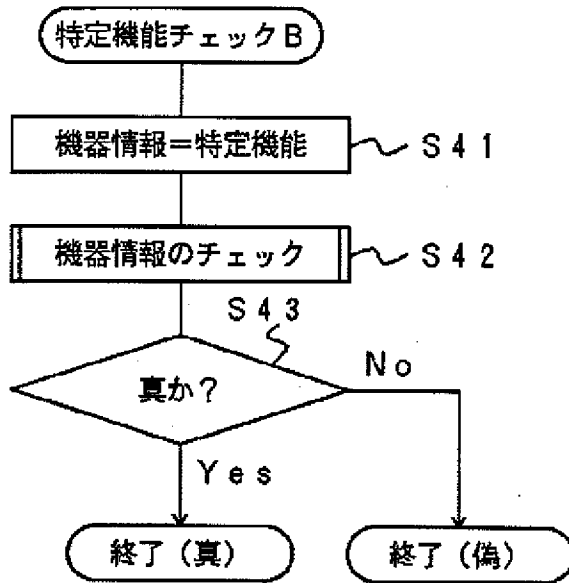 特定機能チェックB
機器情報=特定機能
S41
機器情報のチェック
S42
S43
真か?
No
Yes
終了(真)
終了(偽)